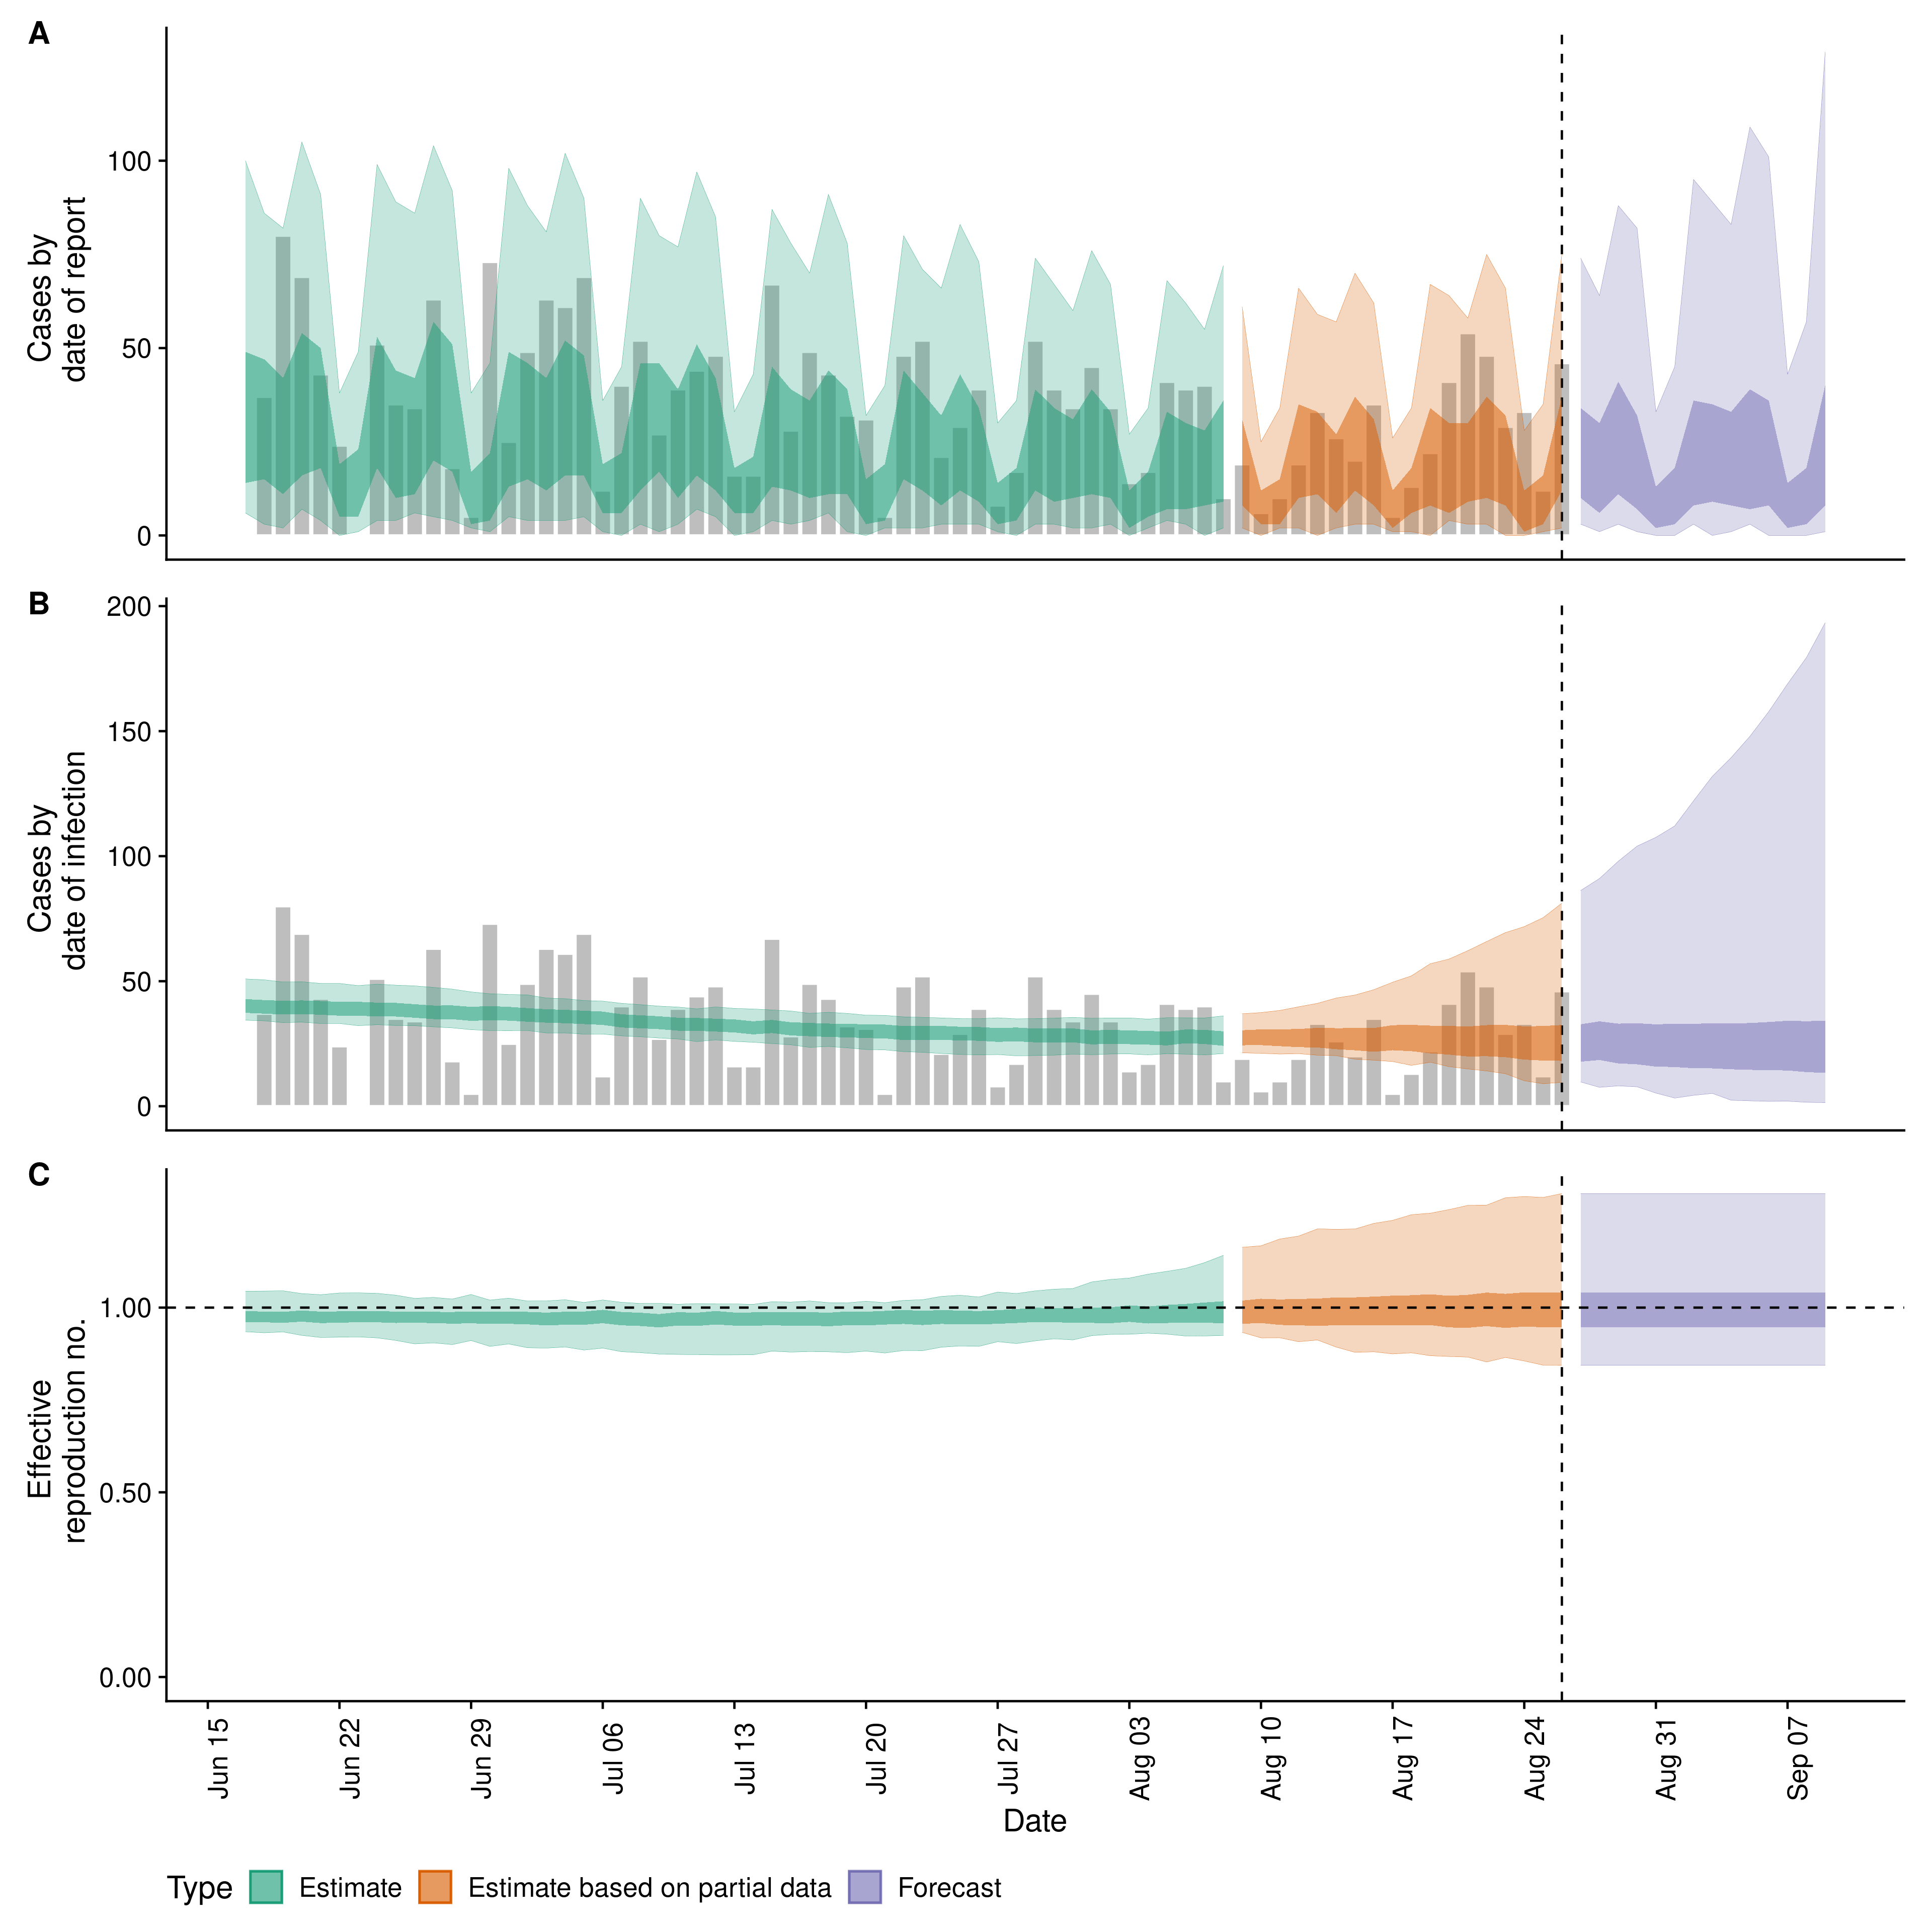 A
Cases by
date of report
100
50
0
B
Cases by
date of infection
200
150
100
50
0
C
Effective
reproduction no.
1.00
0.50
0.00
Jun 15
Jun 22
Jun 29
Jul 06
Jul 13
Jul 20
Jul 27
Aug 03
Aug 10
Aug 17
Aug 24
Aug 31
Sep 07
Date
Type Estimate Estimate based on partial data Forecast